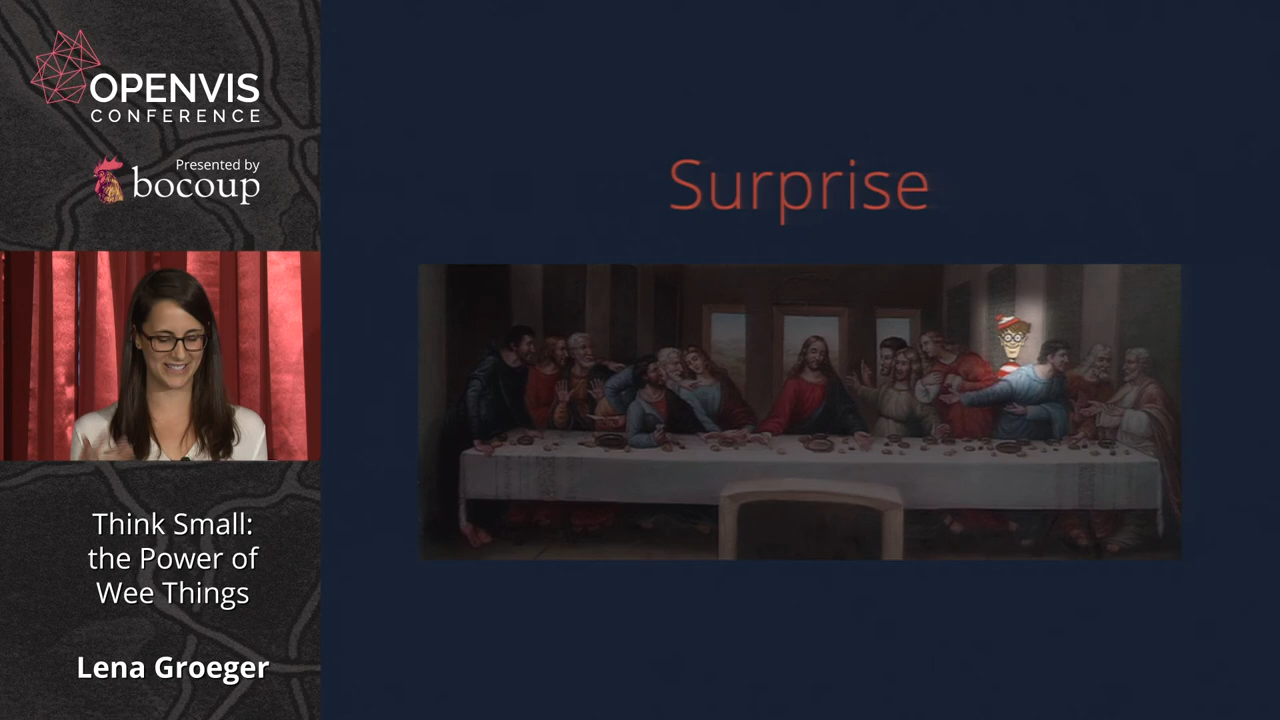 OPENVIS
CONFERENCE
Presented by
bocoup
Think Small:
the Power of
Wee Things
Lena Groeger
Surprise